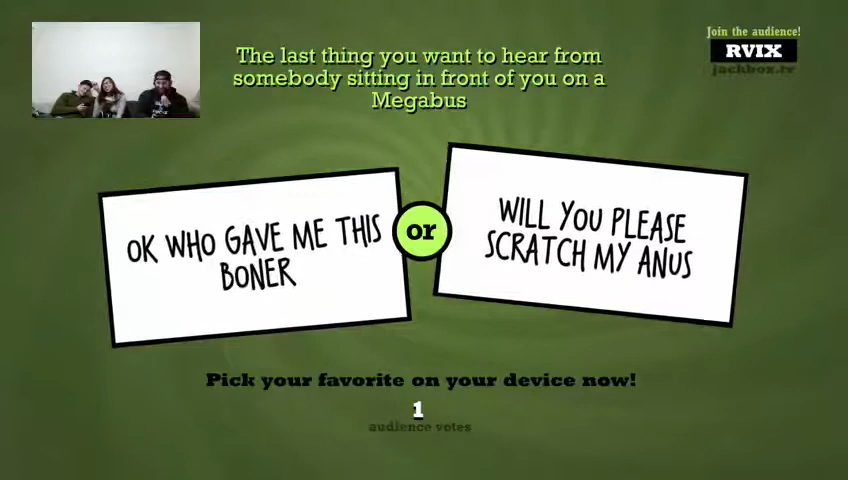 Join the audience!
RVIX
jackbox.tv
The last thing you want to hear from
somebody sitting in front of you on a
Megabus
OK WHO GAVE ME THIS
BONER
or
WILL YOU PLEASE
SCRATCH MY ANUS
Pick your favorite on your device now!
1
audience votes